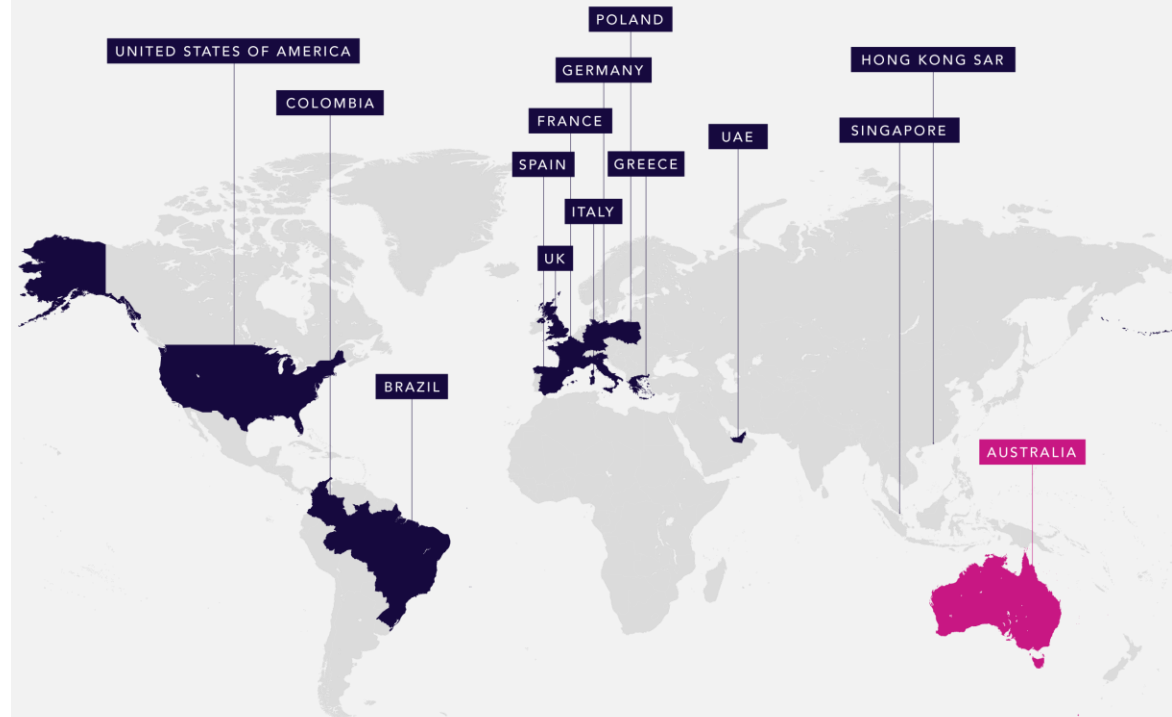 POLAND
UNITED STATES OF AMERICA
HONG KONG SAR
GERMANY
COLOMBIA
FRANCE
SINGAPORE
UAE
SPAIN
GREECE
ITALY
UK
BRAZIL
AUSTRALIA